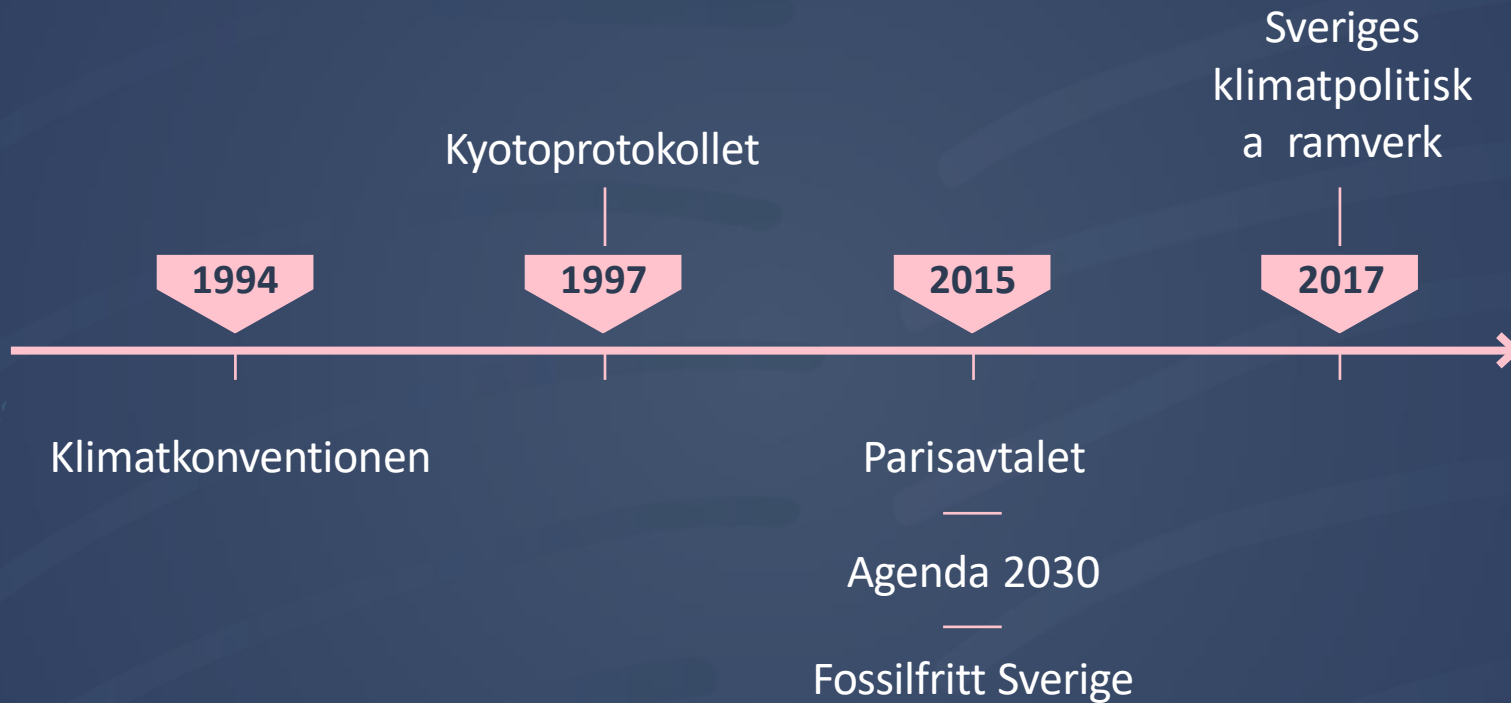 Sveriges
klimatpolitisk
a ramverk
Kyotoprotokollet
1994
1997
2015
2017
Klimatkonventionen
Parisavtalet
Agenda 2030
Fossilfritt Sverige